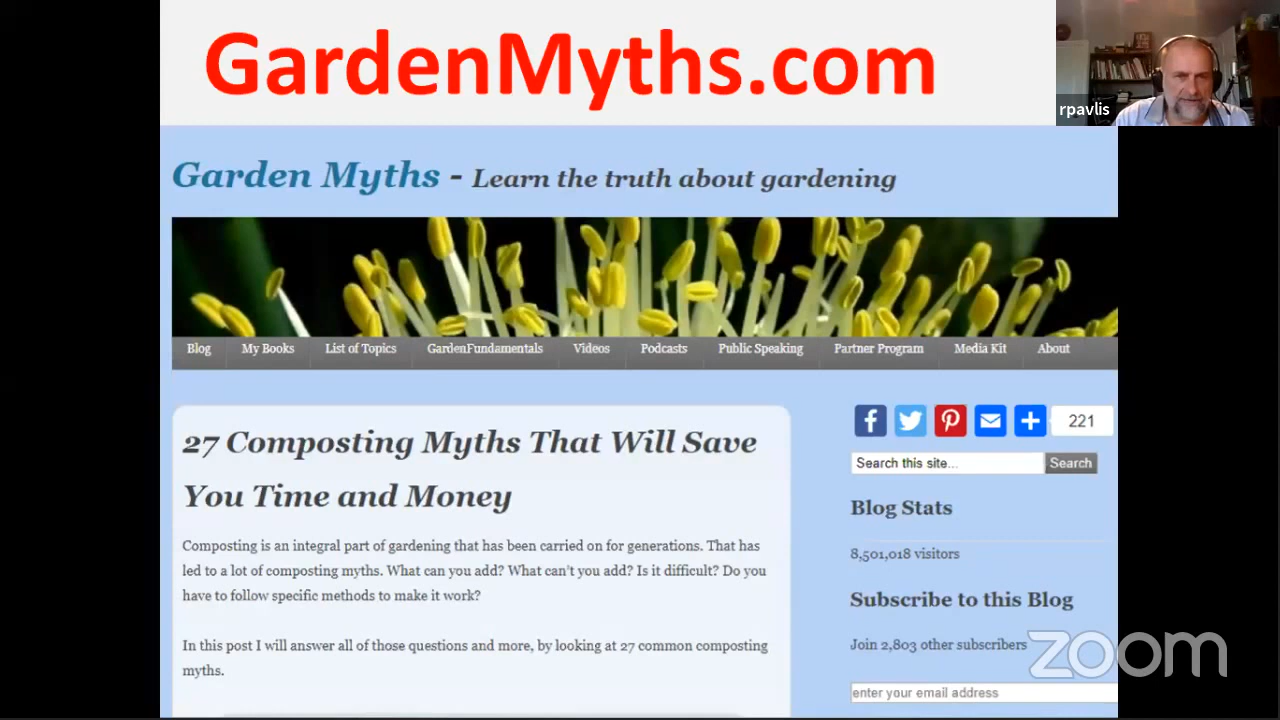 GardenMyths.com
rpavlis
Garden Myths - Learn the truth about gardening
Blog
My Books
List of Topics
GardenFundamentals
Videos
Podcasts
Public Speaking
Partner Program
Media Kit
About
27 Composting Myths That Will Save
You Time and Money
Composting is an integral part of gardening that has been carried on for generations. That has
led to a lot of composting myths. What can you add? What can't you add? Is it difficult? Do you
have to follow specific methods to make it work?
In this post I will answer all of those questions and more, by looking at 27 common composting
myths.
221
Search this site...
Search
Blog Stats
8,501,018 visitors
Subscribe to this Blog
Join 2,803 other subscribers
enter your email address
zoom